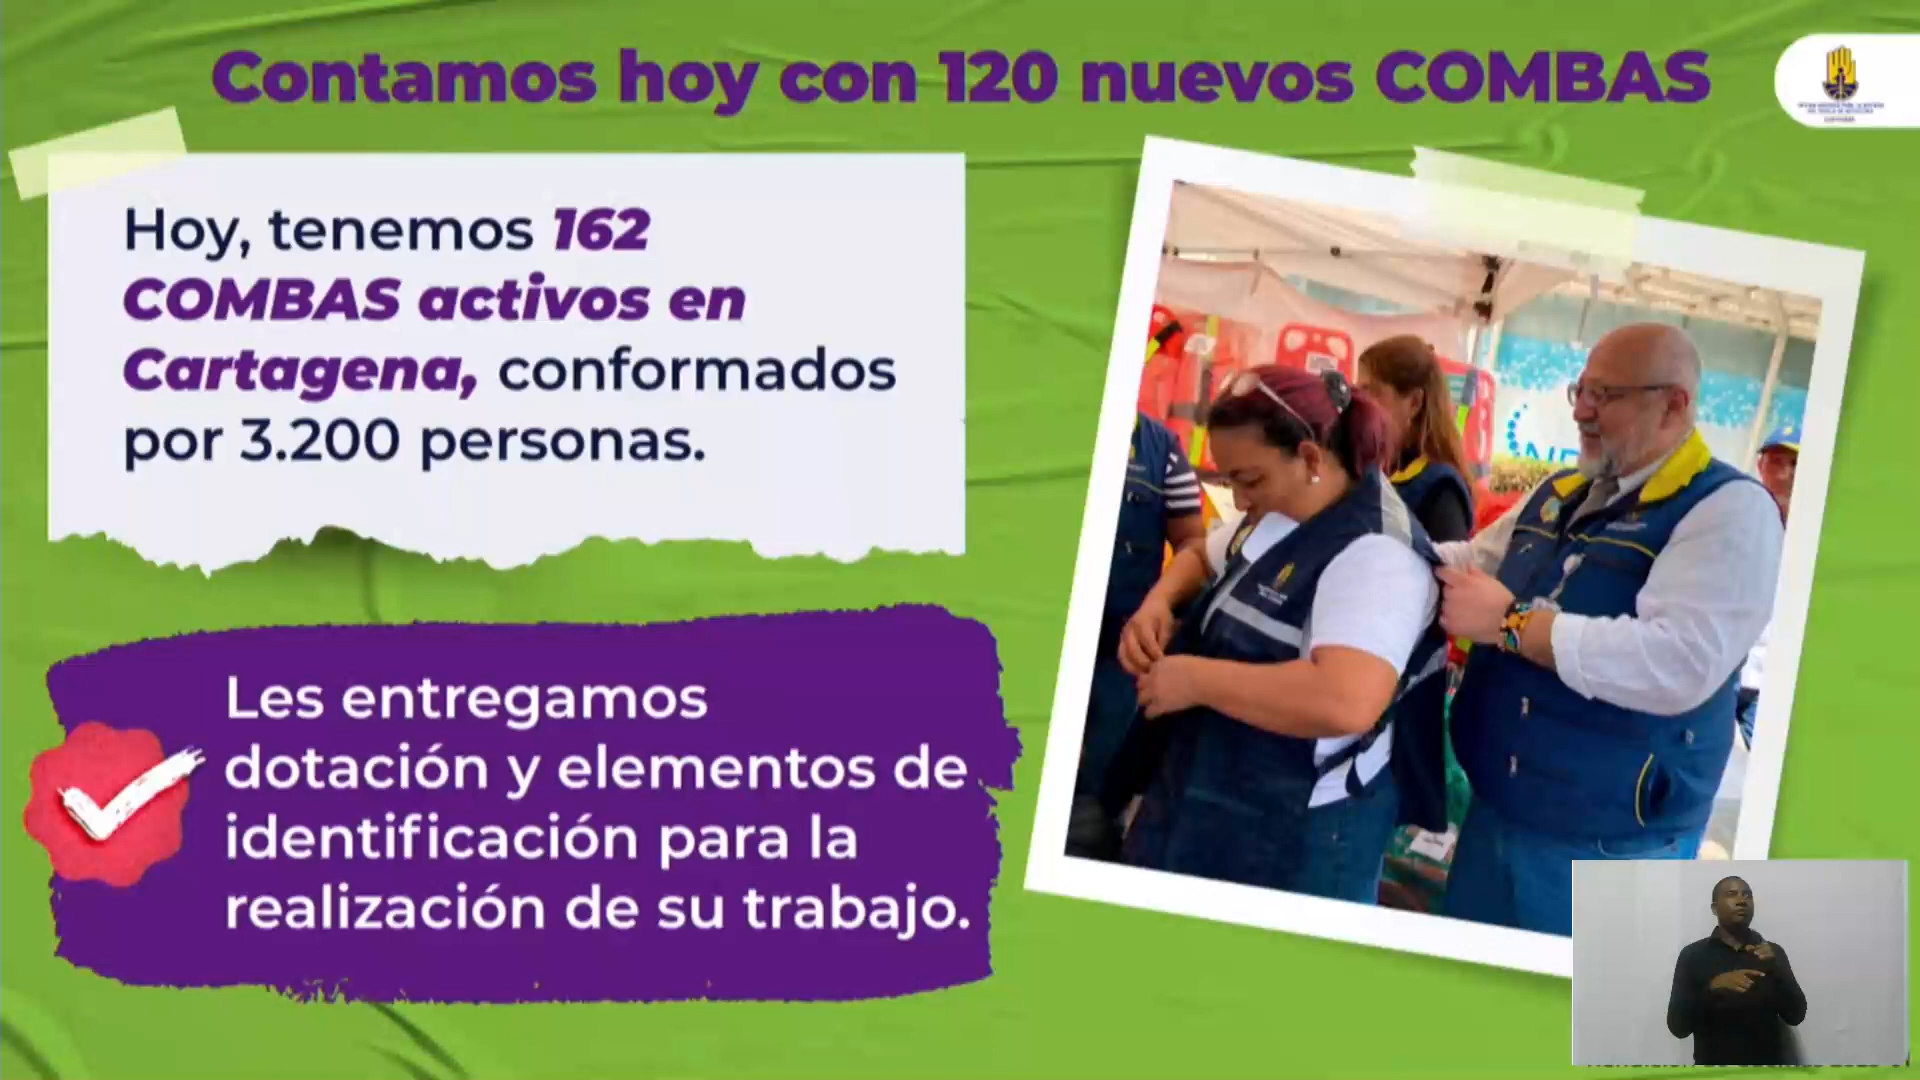 Contamos hoy con 120 nuevos COMBAS
Hoy, tenemos 162
COMBAS activos en
Cartagena, conformados
por 3.200 personas.
Les entregamos
dotación y elementos de
identificación para la
realización de su trabajo.